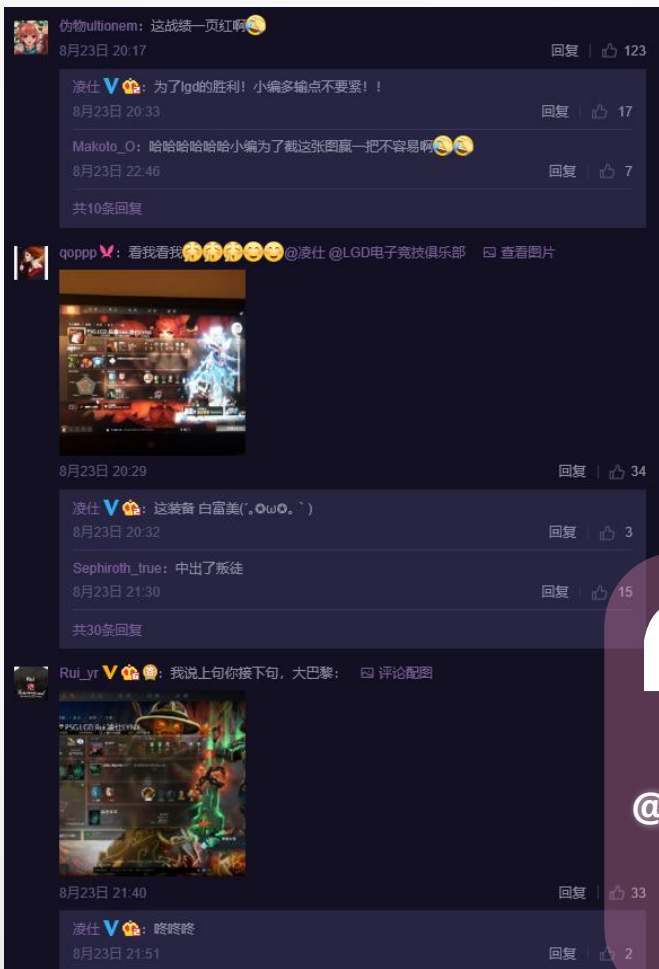 伪物ultionem：这战绩一页红啊
8月23日 20:17 回复 123
凌仕：为了lgd的胜利！小编多输点不要紧！！
8月23日 20:33 回复 17
Makoto_O：哈哈哈哈哈哈小编为了截这张图赢一把不容易啊
8月23日 22:46 回复 7
共10条回复
qoppp：看我看我@凌仕 @LGD电子竞技俱乐部 查看图片
8月23日 20:29 回复 34
凌仕：这装备 白富美(´｡✪ω✪｡｀)
8月23日 20:32 回复 3
Sephiroth_true：中出了叛徒
8月23日 21:30 回复 15
共30条回复
Rui_yr：我说上句你接下句，大巴黎： 评论配图
PSG.LGD Rui 凌仕LYNX
8月23日 21:40 回复 33
@
凌仕：咚咚咚
8月23日 21:51 回复 2